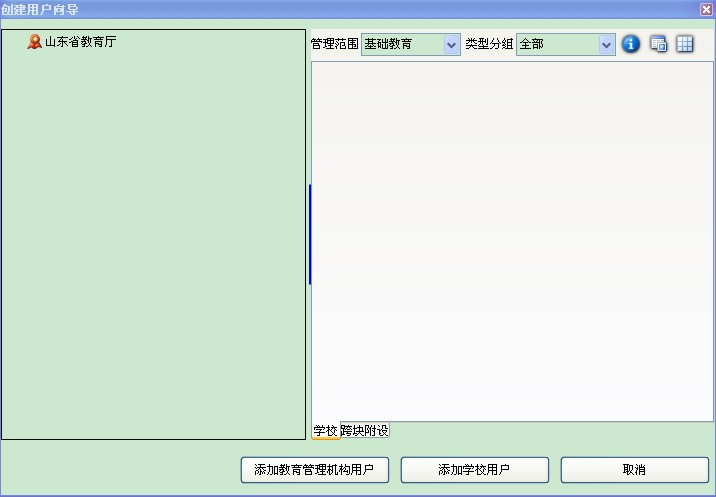 创建用户向导
山东省教育厅
管理范围 基础教育 类型分组 全部
学校 跨块附设
添加教育管理机构用户 添加学校用户 取消